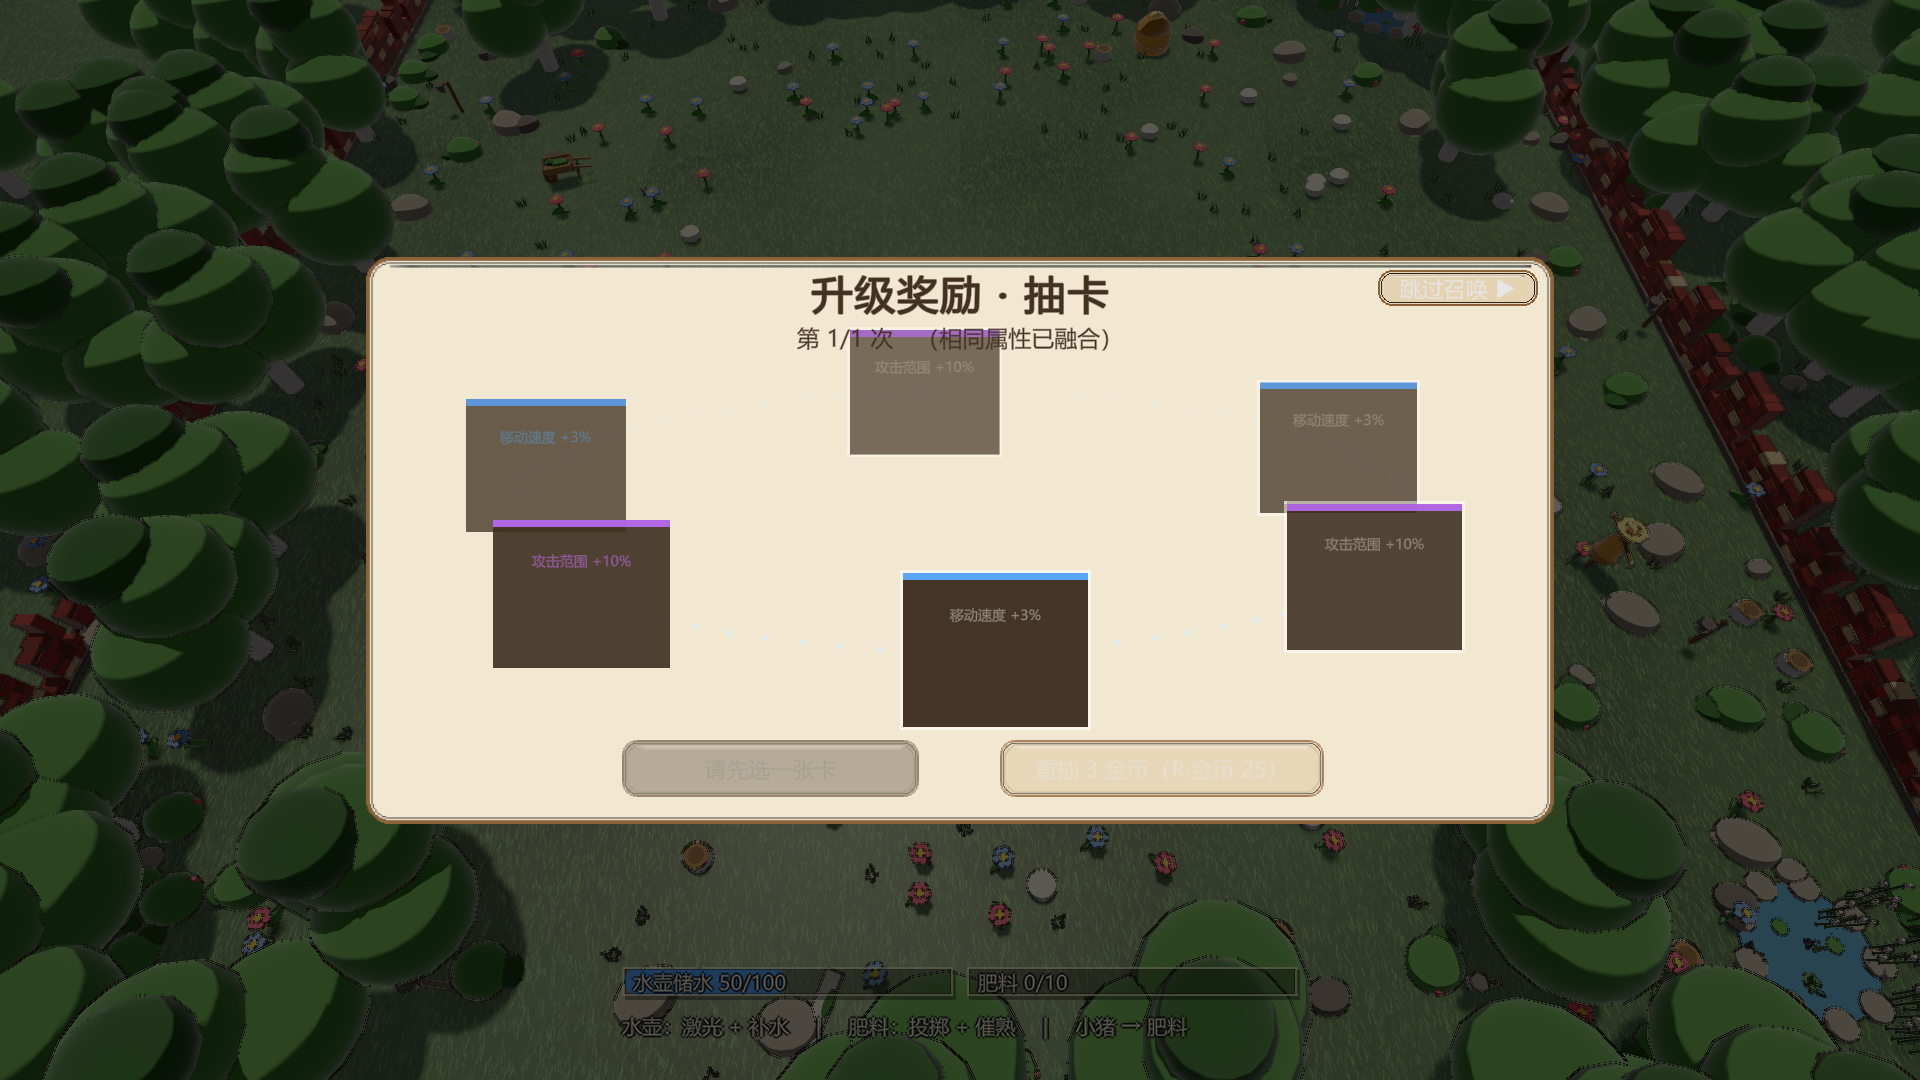 升级奖励 · 抽卡
跳过召唤 ▶
第 1/1 次 （相同属性已融合）
攻击范围 +10%
移动速度 +3%
移动速度 +3%
攻击范围 +10%
攻击范围 +10%
移动速度 +3%
请先选一张卡
重抽 3 金币（R·金币 25）
水壶储水 50/100
肥料 0/10
水壶：激光 + 补水 | 肥料：投掷 + 催熟 | 小猪 → 肥料